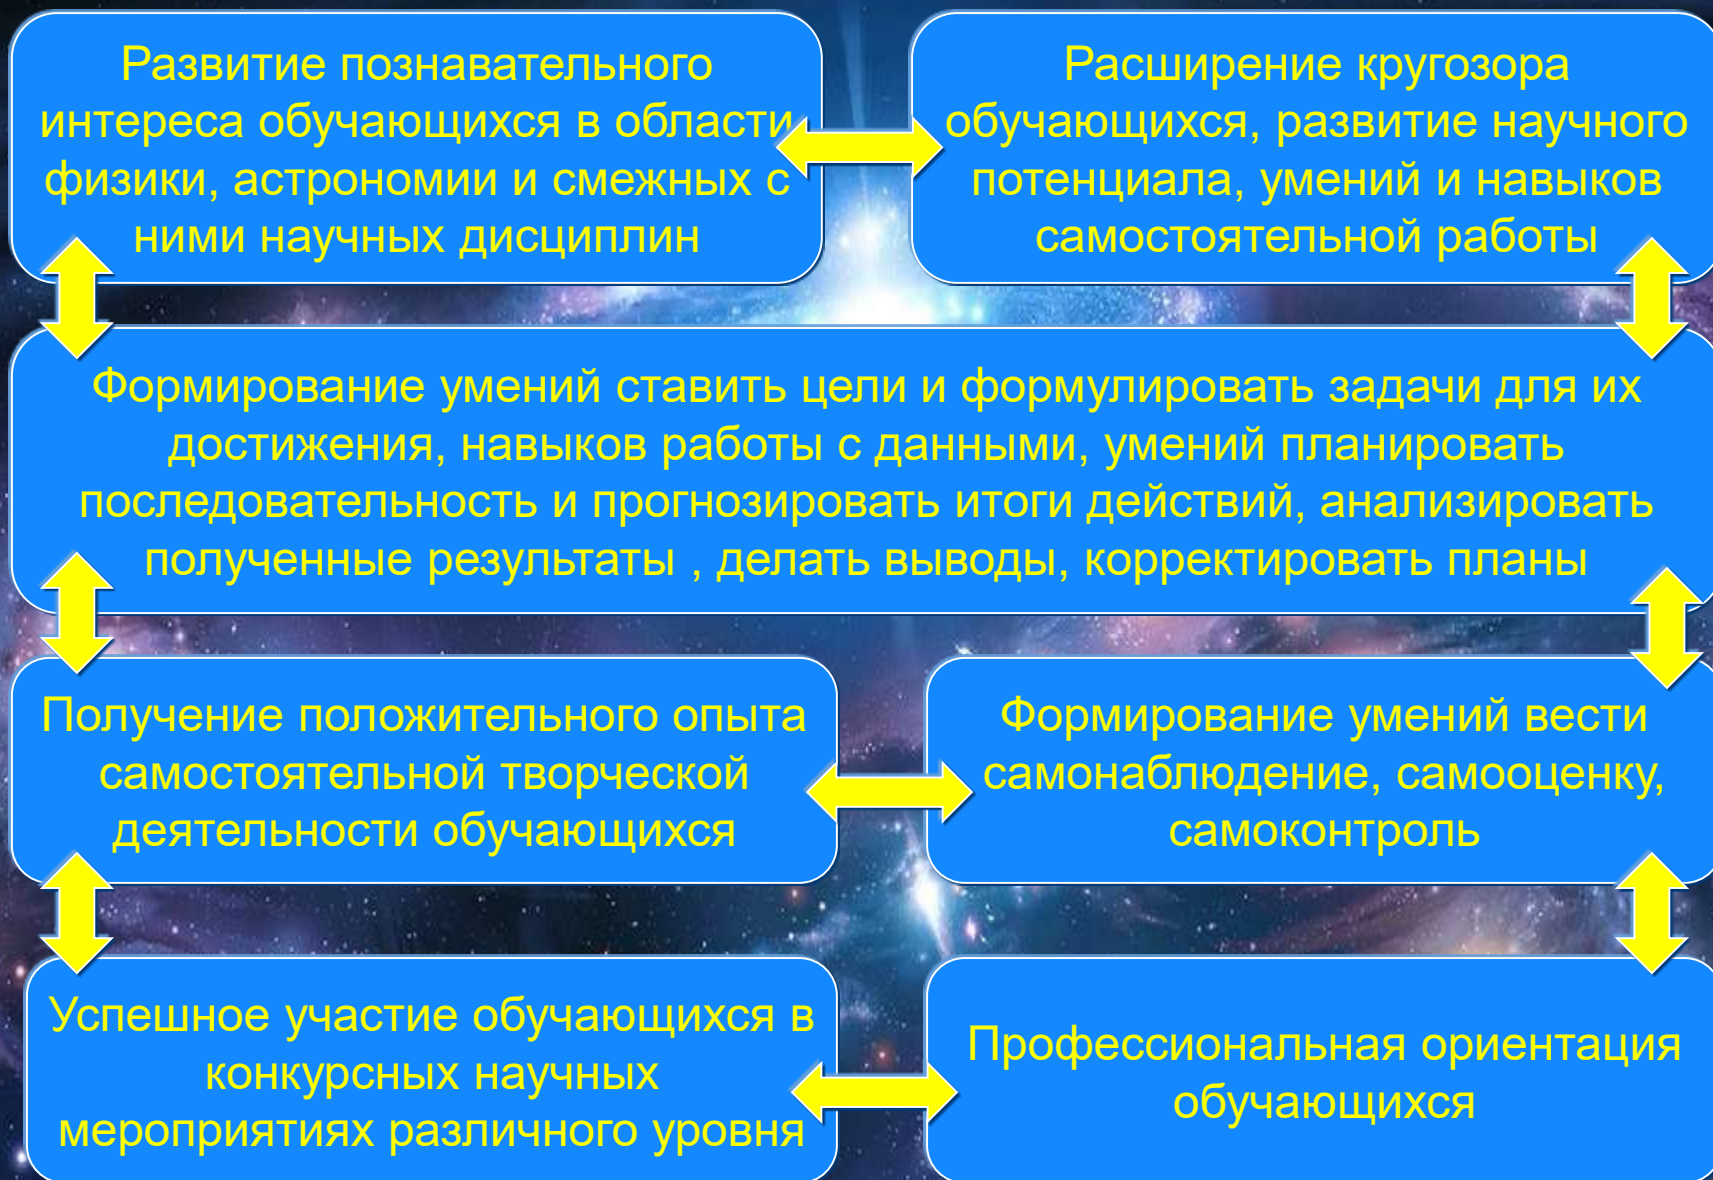 Развитие познавательного
интереса обучающихся в области
физики, астрономии и смежных с
ними научных дисциплин
Расширение кругозора
обучающихся, развитие научного
потенциала, умений и навыков
самостоятельной работы
Формирование умений ставить цели и формулировать задачи для их
достижения, навыков работы с данными, умений планировать
последовательность и прогнозировать итоги действий, анализировать
полученные результаты , делать выводы, корректировать планы
Получение положительного опыта
самостоятельной творческой
деятельности обучающихся
Формирование умений вести
самонаблюдение, самооценку,
самоконтроль
Успешное участие обучающихся в
конкурсных научных
мероприятиях различного уровня
Профессиональная ориентация
обучающихся